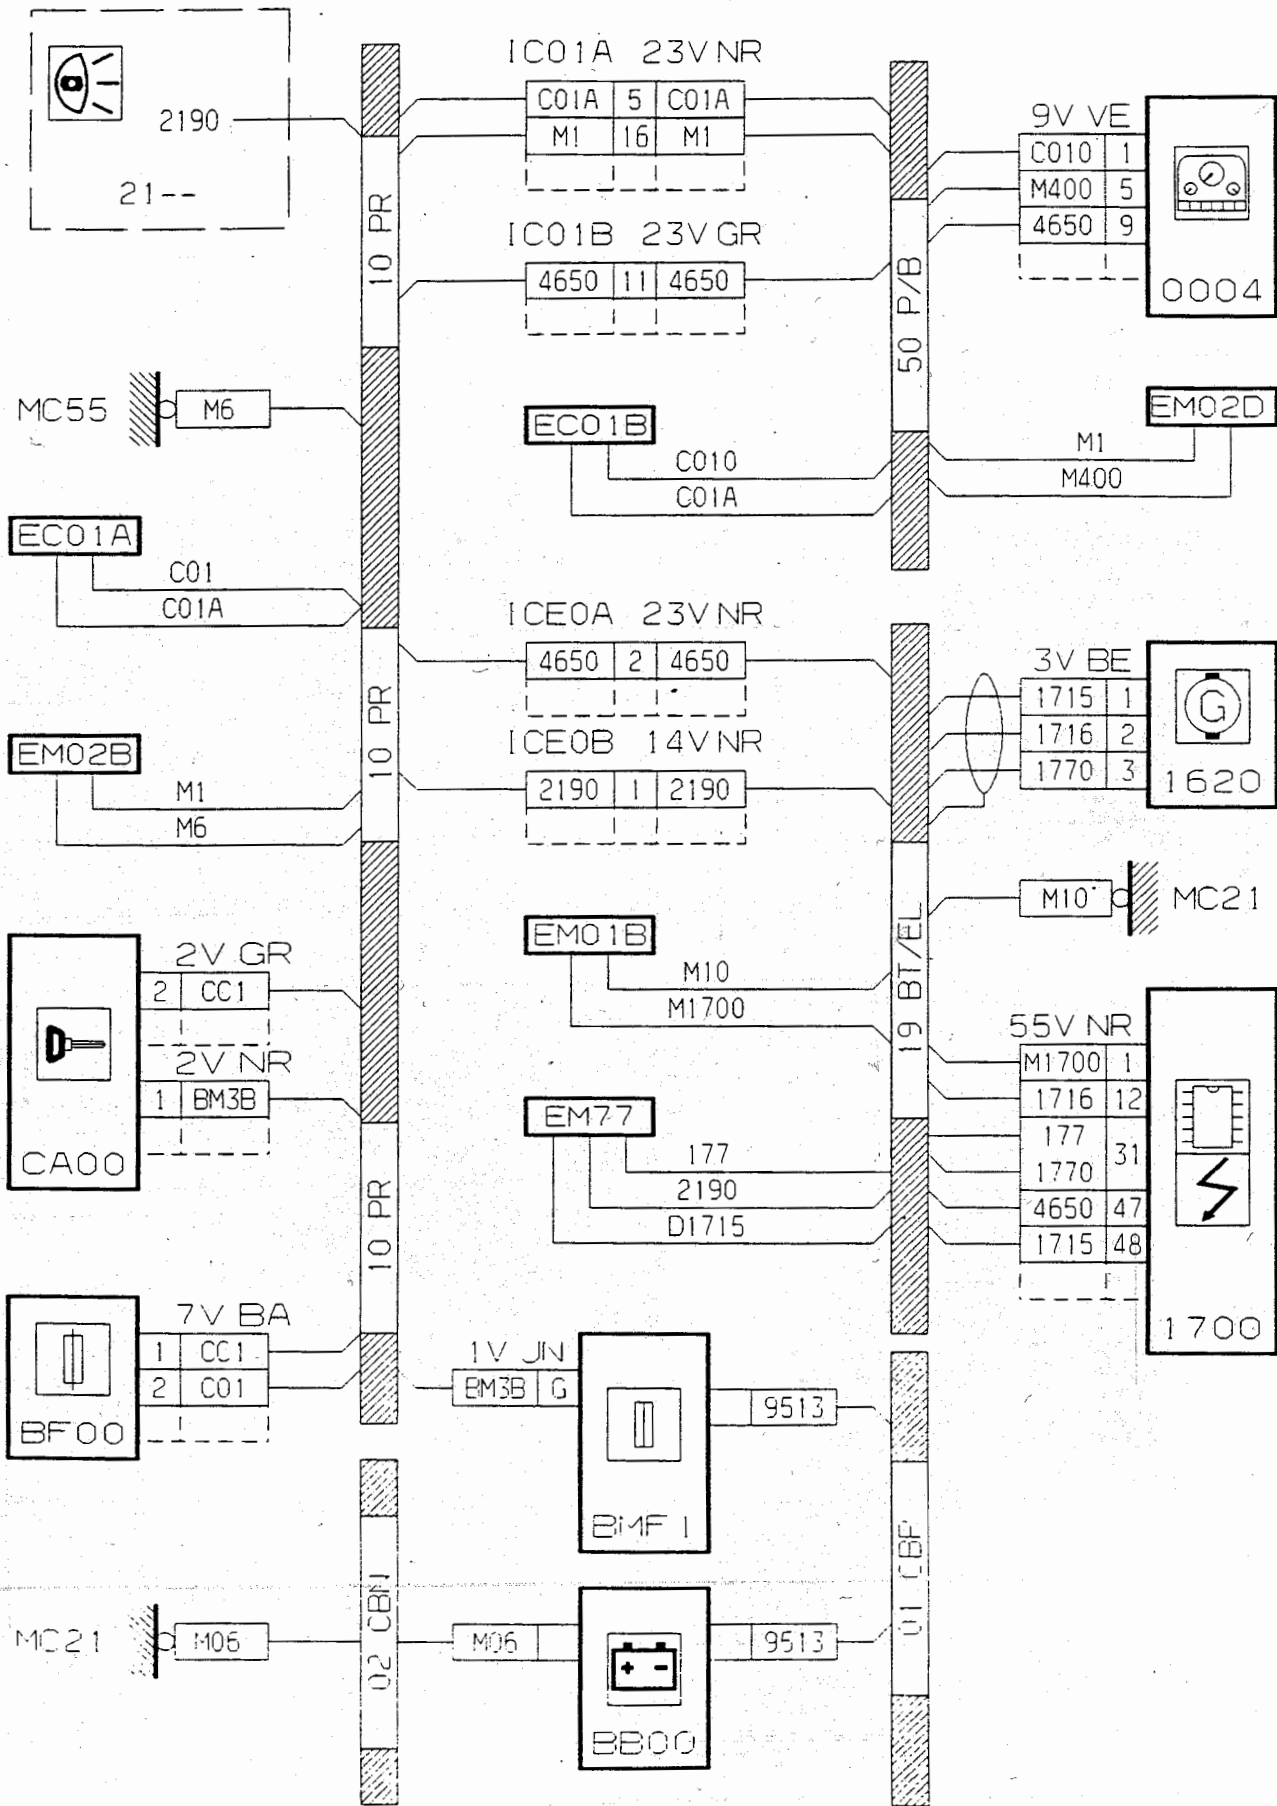 2190
21--
IC01A 23V NR
C01A 5 C01A
M1 16 M1
IC01B 23V GR
4650 11 4650
9V VE
C010 1
M400 5
4650 9
0004
10 PR
50 P/B
MC55
M6
EC01B
C010
C01A
EM02D
M1
M400
EC01A
C01
C01A
ICE0A 23V NR
4650 2 4650
ICE0B 14V NR
2190 1 2190
3V BE
1715 1
1716 2
1770 3
1620
10 PR
EM02B
M1
M6
M10
MC21
EM01B
M10
M1700
19 BT/EL
2V GR
2 CC1
2V NR
1 BM3B
CA00
55V NR
M1700 1
1716 12
177
31
1770
4650 47
1715 48
1700
EM77
177
2190
D1715
10 PR
7V BA
1 CC1
2 C01
BF00
1V JN
BM3B G
9513
BMF1
MC21
M06
02 CBN
M06
9513
BB00
01 CBP